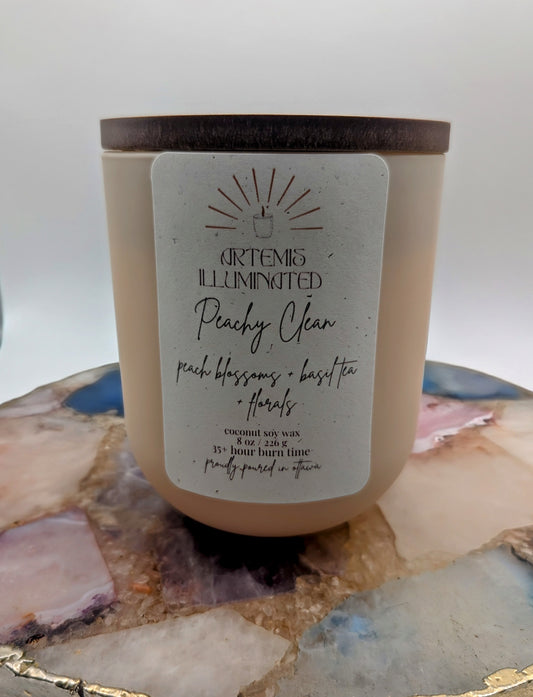 ARTEMIS
ILLUMINATED
Peachy Clean
peach blossoms + basil tea
+ florals
coconut soy wax
8 oz / 226 g
35+ hour burn time
proudly poured in ottawa